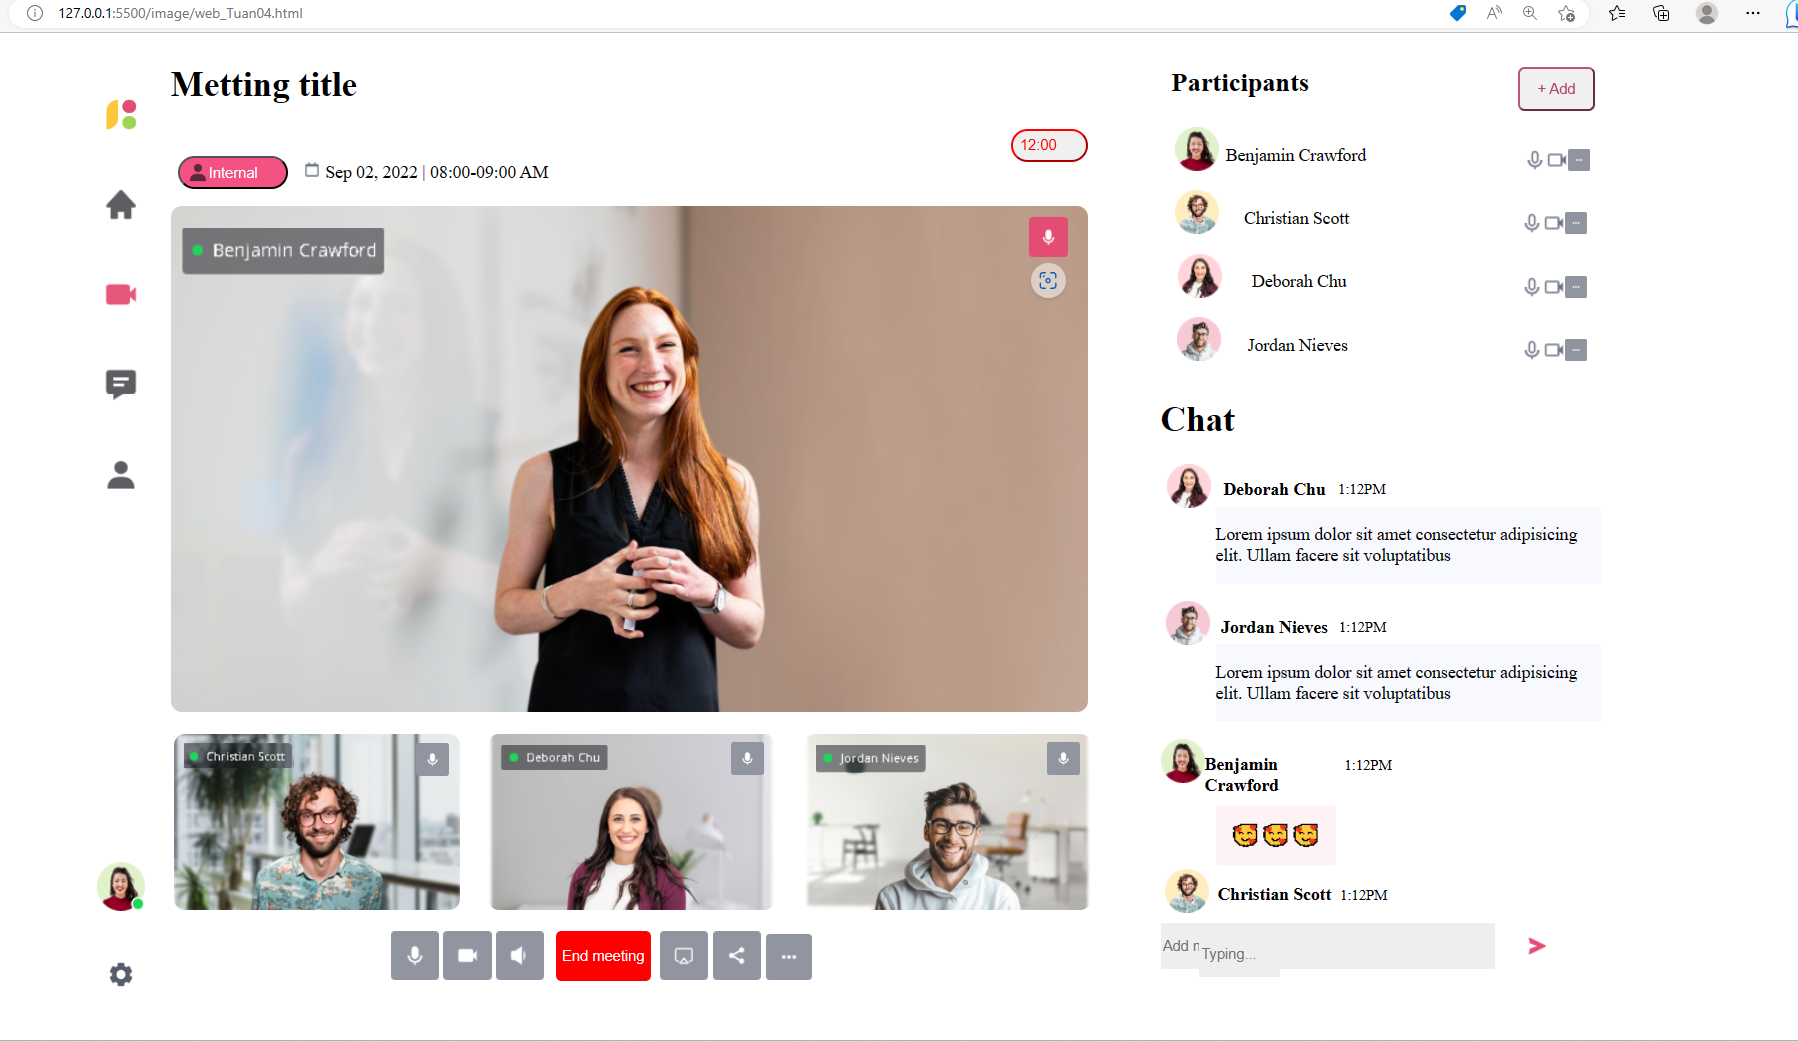 127.0.0.1:5500/image/web_Tuan04.html
Metting title
12:00
Internal
Sep 02, 2022 | 08:00-09:00 AM
Benjamin Crawford
Christian Scott
Deborah Chu
Jordan Nieves
End meeting
Participants
+ Add
Benjamin Crawford
Christian Scott
Deborah Chu
Jordan Nieves
Chat
Deborah Chu 1:12PM
Lorem ipsum dolor sit amet consectetur adipisicing
elit. Ullam facere sit voluptatibus
Jordan Nieves 1:12PM
Lorem ipsum dolor sit amet consectetur adipisicing
elit. Ullam facere sit voluptatibus
Benjamin 1:12PM
Crawford
🥰🥰🥰
Christian Scott 1:12PM
Add
Typing...